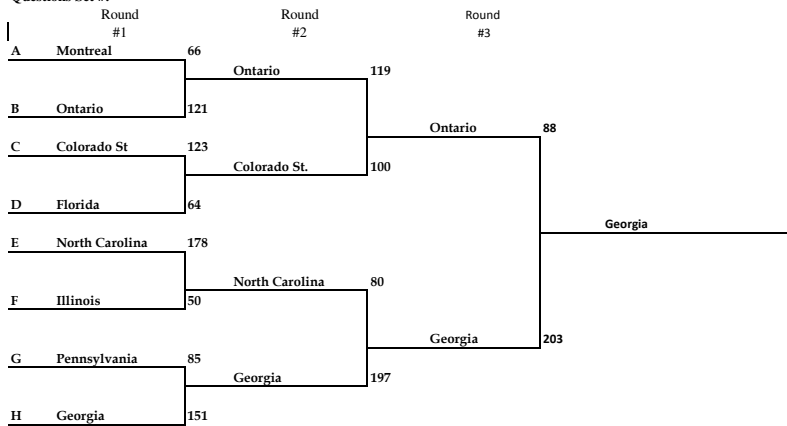 Round Round Round
#1 #2 #3
A Montreal 66
Ontario 119
B Ontario 121
Ontario 88
C Colorado St 123
Colorado St. 100
D Florida 64
Georgia
E North Carolina 178
North Carolina 80
F Illinois 50
Georgia 203
G Pennsylvania 85
Georgia 197
H Georgia 151